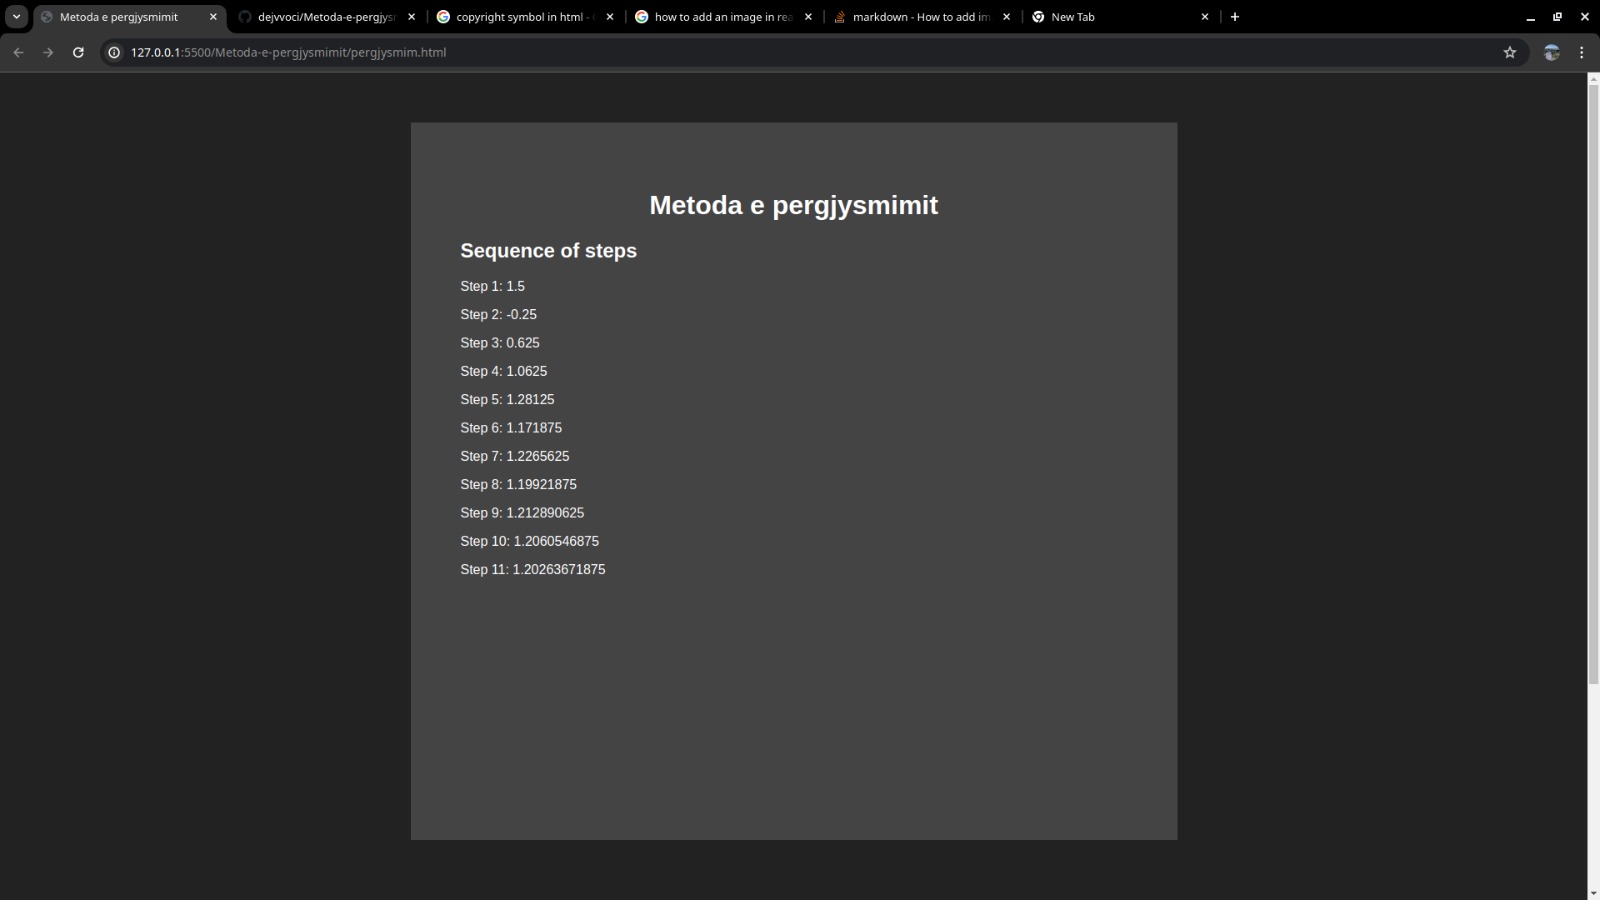 Metoda e pergjysmimit
dejvvoci/Metoda-e-pergjys
copyright symbol in html -
how to add an image in rea
markdown - How to add im
New Tab
127.0.0.1:5500/Metoda-e-pergjysmimit/pergjysmim.html
Metoda e pergjysmimit
Sequence of steps
Step 1: 1.5
Step 2: -0.25
Step 3: 0.625
Step 4: 1.0625
Step 5: 1.28125
Step 6: 1.171875
Step 7: 1.2265625
Step 8: 1.19921875
Step 9: 1.212890625
Step 10: 1.2060546875
Step 11: 1.20263671875